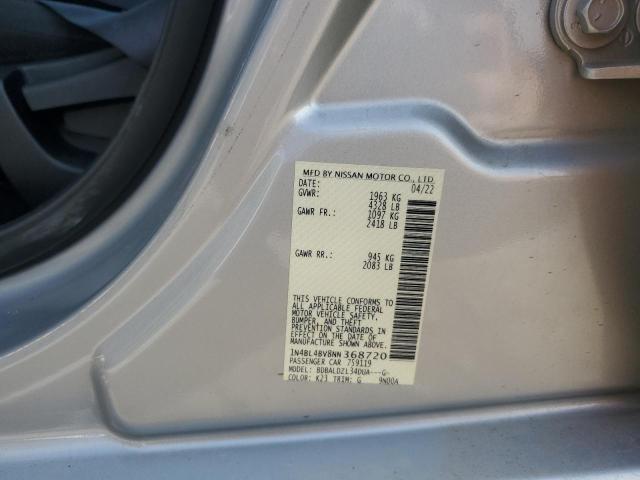 MFD BY NISSAN MOTOR CO., LTD.
DATE: 04/22
GVWR: 1963 KG
4328 LB
GAWR FR.: 1097 KG
2418 LB
GAWR RR.: 945 KG
2083 LB
THIS VEHICLE CONFORMS TO
ALL APPLICABLE FEDERAL
MOTOR VEHICLE SAFETY,
BUMPER, AND THEFT
PREVENTION STANDARDS IN
EFFECT ON THE DATE OF
MANUFACTURE SHOWN ABOVE.
1N4BL4BV8NN368720
PASSENGER CAR 759119
MODEL: BDBALDZL34DUA---G-
COLOR: K23 TRIM: G 9N00A